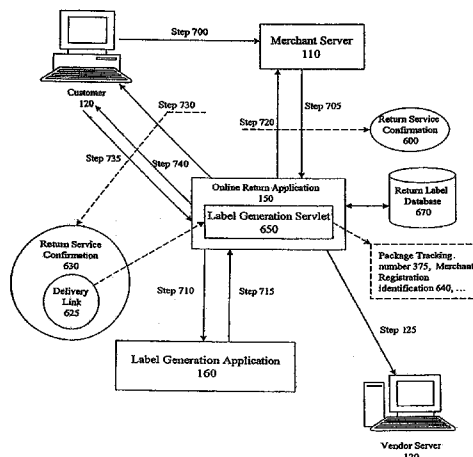 Step 700
Merchant Server
110
Customer
120
Step 730
Step 720
Step 705
Return Service
Confirmation
600
Step 735
Step 740
Online Return Application
150
Label Generation Servlet
650
Return Label
Database
670
Return Service
Confirmation
630
Delivery
Link
625
Package Tracking
number 375, Merchant
Registration
identification 640, ...
Step 710
Step 715
Label Generation Application
160
Step 125
Vendor Server
120